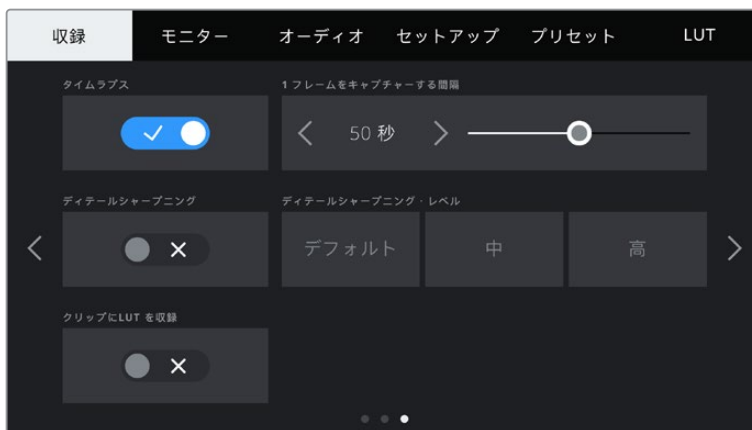 収録 モニター オーディオ セットアップ プリセット LUT
タイムラプス 1フレームをキャプチャーする間隔
50 秒
ディテールシャープニング ディテールシャープニング・レベル
デフォルト 中 高
クリップにLUT を収録